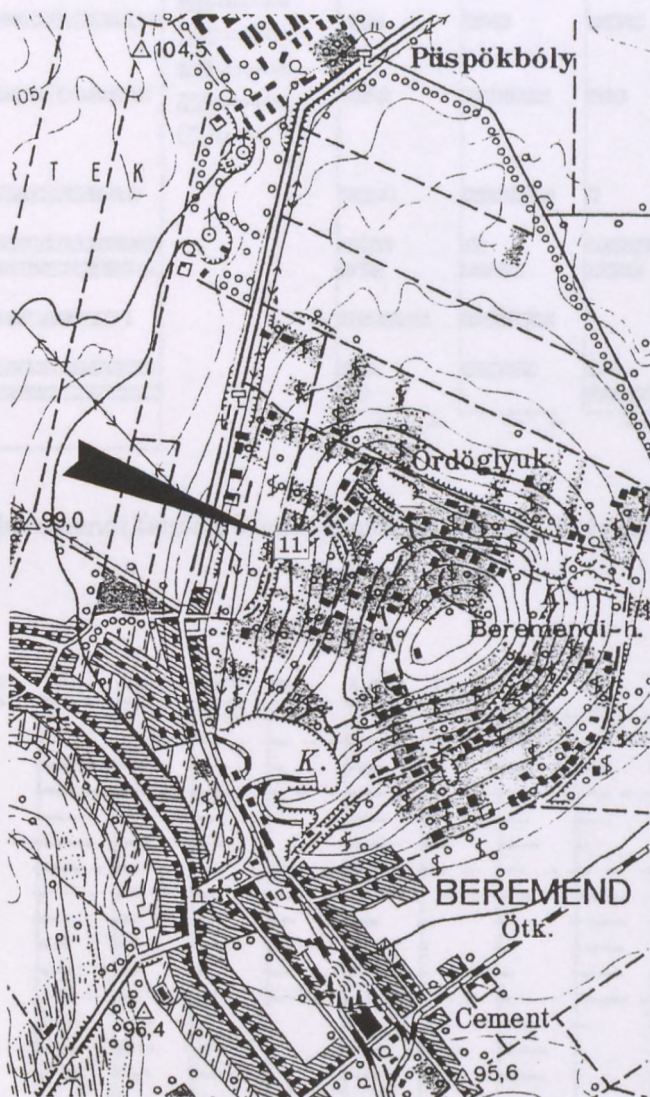 104,5
Püspökbóly
105
R T E K
Ördöglyuk
99,0
11.
K
Beremendi-h.
K
BEREMEND
Ötk.
Cement
96,4
95,6